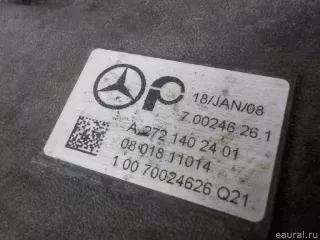 18/JAN/08
7.00246.26.1
A 272 140 24 01
08 018 11014
1 00 70024626 Q21
eaural.ru